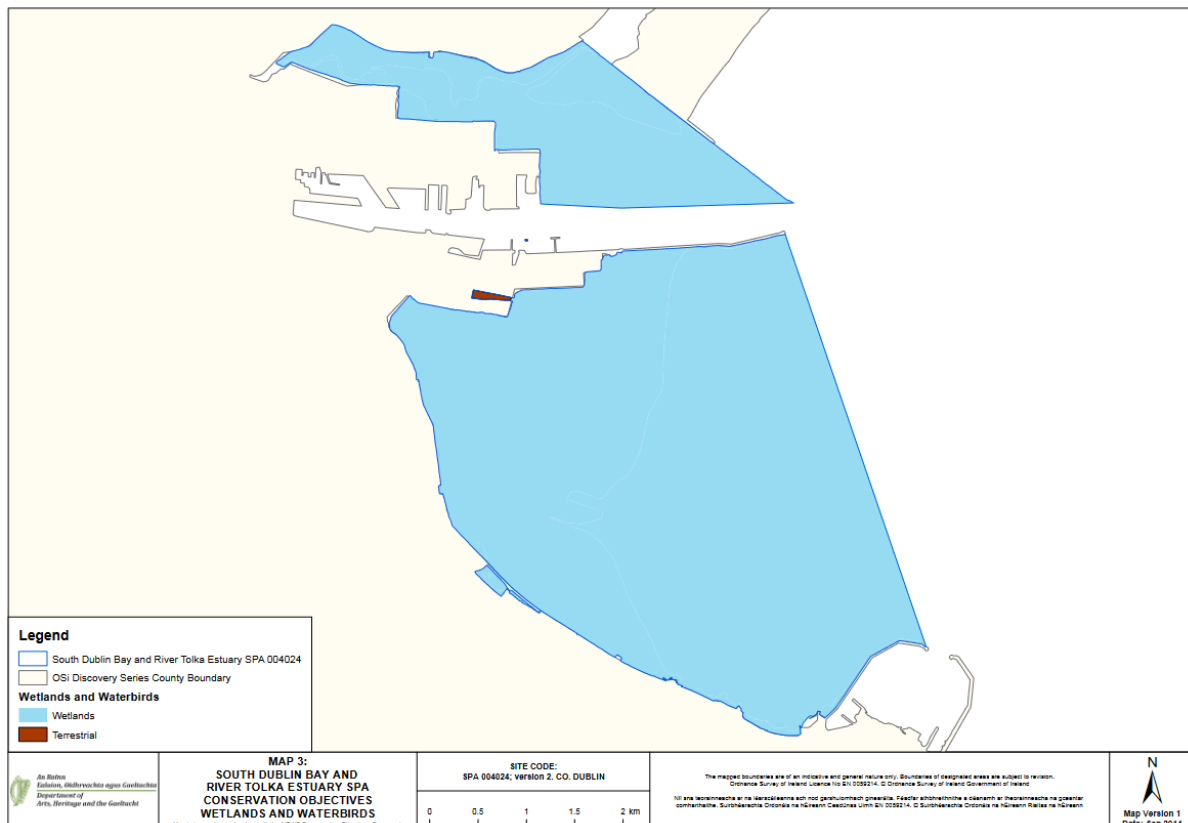 Legend
South Dublin Bay and River Tolka Estuary SPA 004024
OSi Discovery Series County Boundary
Wetlands and Waterbirds
Wetlands
Terrestrial
An Roinn
Ealaíon, Oidhreachta agus Gaeltachta
Department of
Arts, Heritage and the Gaeltacht
MAP 3:
SOUTH DUBLIN BAY AND
RIVER TOLKA ESTUARY SPA
CONSERVATION OBJECTIVES
WETLANDS AND WATERBIRDS
SITE CODE:
SPA 004024; version 2. CO. DUBLIN
0 0.5 1 1.5 2 km
The mapped boundaries are of an indicative and general nature only. Boundaries of designated areas are subject to revision.
Ordnance Survey of Ireland Licence No EN 0059214. © Ordnance Survey of Ireland Government of Ireland
N
Map Version 1